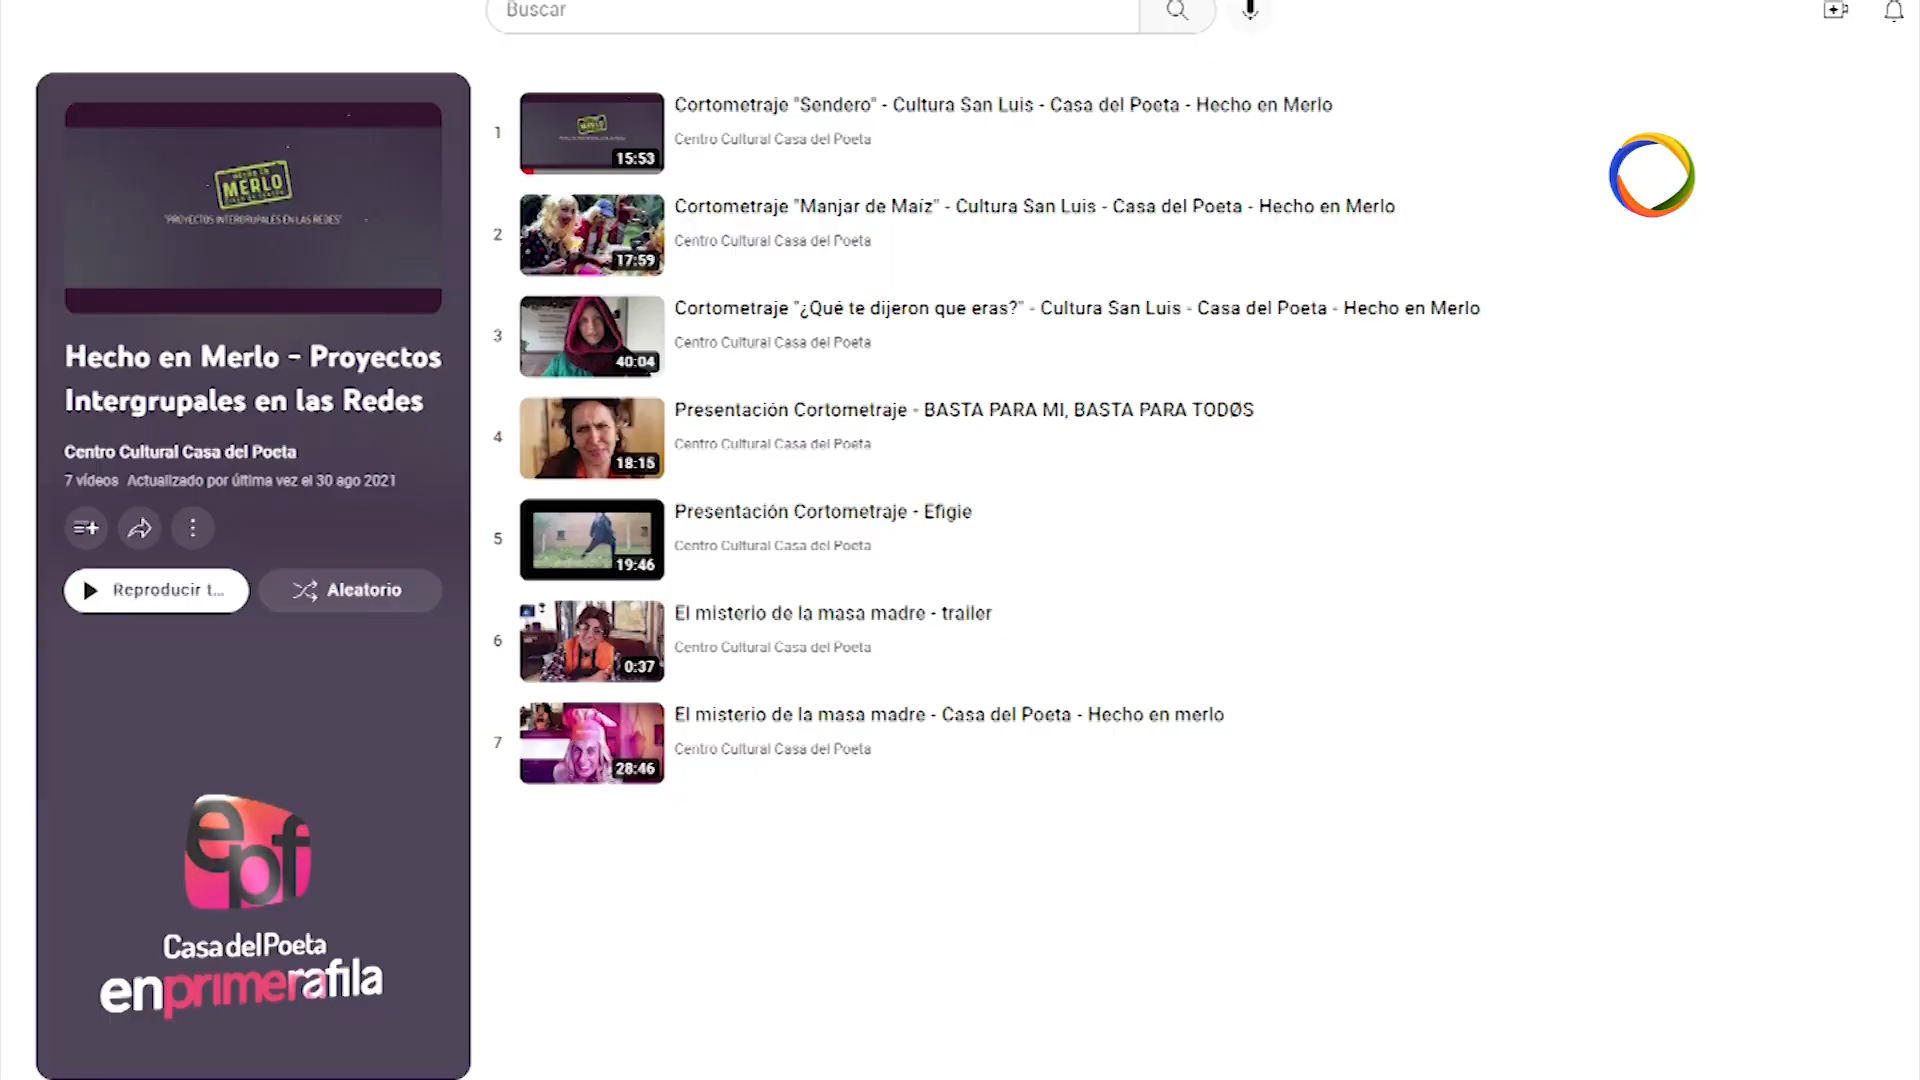 Buscar
MERLO
"PROYECTOS INTERGRUPALES EN LAS REDES"
Hecho en Merlo - Proyectos
Intergrupales en las Redes
Centro Cultural Casa del Poeta
7 vídeos Actualizado por última vez el 30 ago 2021
Reproducir t...
Aleatorio
epf
CasadelPoeta
enprimerafila
1
MERLO
15:53
Cortometraje "Sendero" - Cultura San Luis - Casa del Poeta - Hecho en Merlo
Centro Cultural Casa del Poeta
2
17:59
Cortometraje "Manjar de Maíz" - Cultura San Luis - Casa del Poeta - Hecho en Merlo
Centro Cultural Casa del Poeta
3
40:04
Cortometraje "¿Qué te dijeron que eras?" - Cultura San Luis - Casa del Poeta - Hecho en Merlo
Centro Cultural Casa del Poeta
4
18:15
Presentación Cortometraje - BASTA PARA MI, BASTA PARA TODØS
Centro Cultural Casa del Poeta
5
19:46
Presentación Cortometraje - Efigie
Centro Cultural Casa del Poeta
6
0:37
El misterio de la masa madre - trailer
Centro Cultural Casa del Poeta
7
28:46
El misterio de la masa madre - Casa del Poeta - Hecho en merlo
Centro Cultural Casa del Poeta